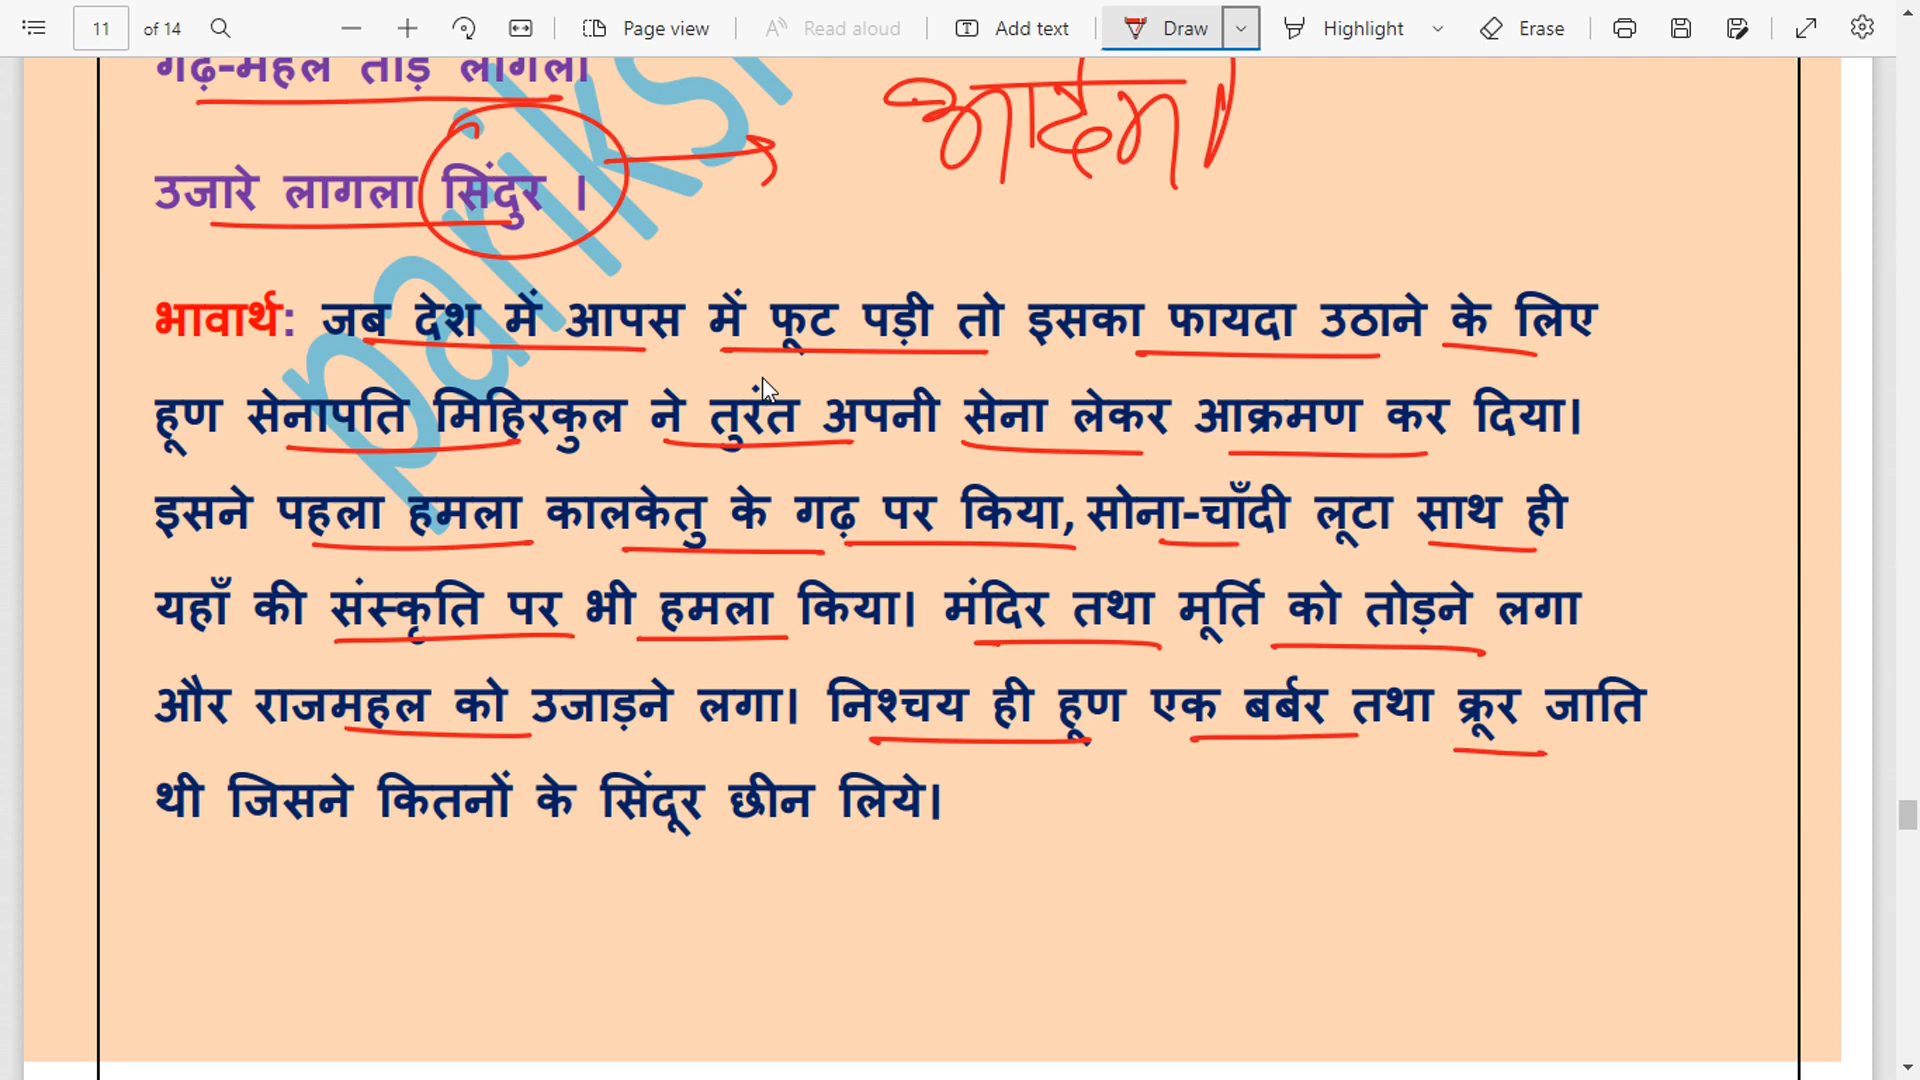 11 of 14 Page view Read aloud Add text Draw Highlight Erase
गढ़-महल तोड़े लागला
उजारे लागला सिंदुर ।
भावार्थ: जब देश में आपस में फूट पड़ी तो इसका फायदा उठाने के लिए
हूण सेनापति मिहिरकुल ने तुरंत अपनी सेना लेकर आक्रमण कर दिया।
इसने पहला हमला कालकेतु के गढ़ पर किया, सोना-चाँदी लूटा साथ ही
यहाँ की संस्कृति पर भी हमला किया। मंदिर तथा मूर्ति को तोड़ने लगा
और राजमहल को उजाड़ने लगा। निश्चय ही हूण एक बर्बर तथा क्रूर जाति
थी जिसने कितनों के सिंदूर छीन लिये।